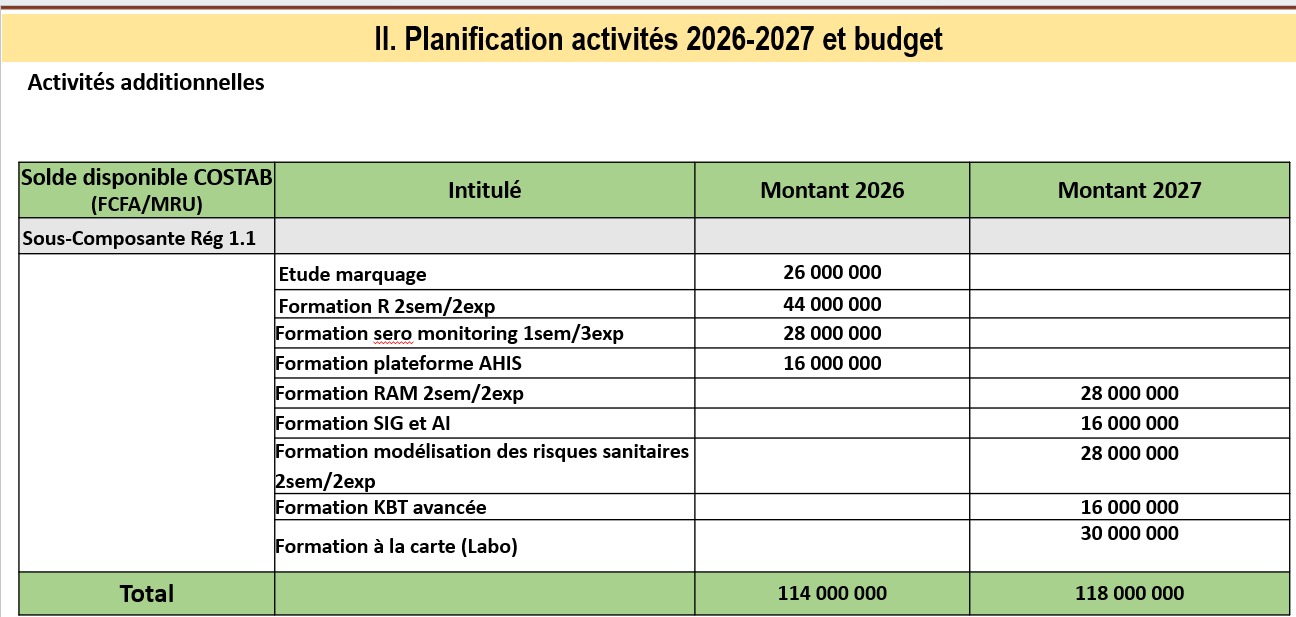 II. Planification activités 2026-2027 et budget
Activités additionnelles
Solde disponible COSTAB
(FCFA/MRU)
Intitulé
Montant 2026
Montant 2027
Sous-Composante Rég 1.1
Etude marquage
26 000 000
Formation R 2sem/2exp
44 000 000
Formation sero monitoring 1sem/3exp
28 000 000
Formation plateforme AHIS
16 000 000
Formation RAM 2sem/2exp
28 000 000
Formation SIG et AI
16 000 000
Formation modélisation des risques sanitaires
2sem/2exp
28 000 000
Formation KBT avancée
16 000 000
Formation à la carte (Labo)
30 000 000
Total
114 000 000
118 000 000